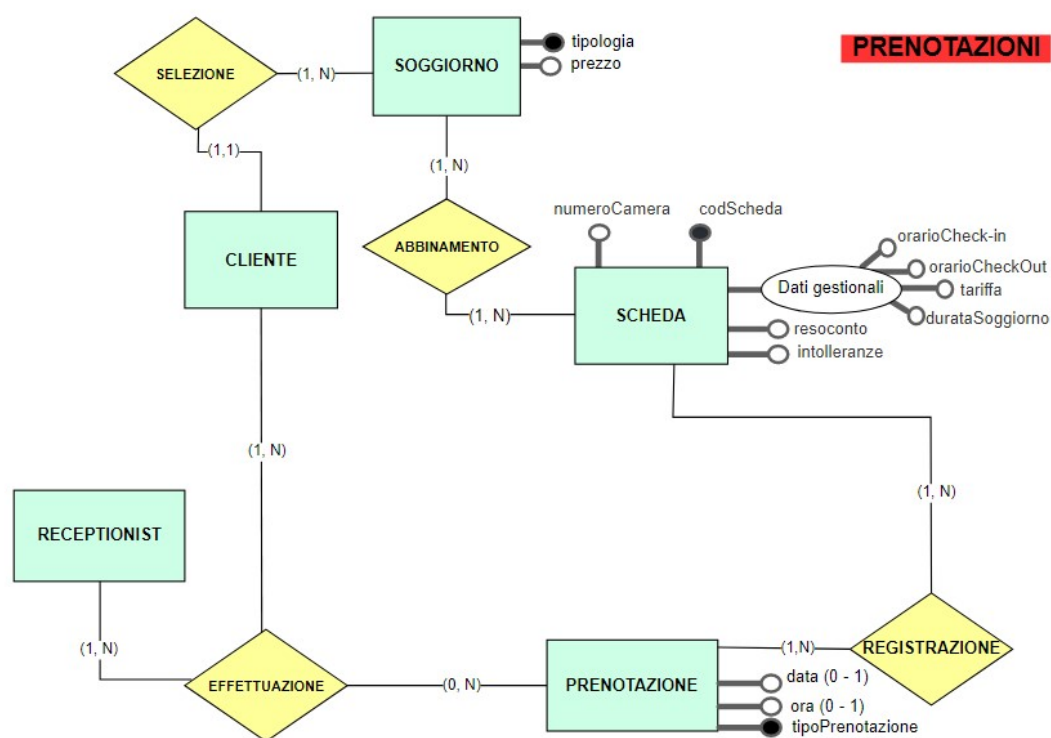 PRENOTAZIONI
SELEZIONE
(1, N)
SOGGIORNO
tipologia
prezzo
(1,1)
(1, N)
CLIENTE
ABBINAMENTO
numeroCamera
codScheda
(1, N)
SCHEDA
Dati gestionali
orarioCheck-in
orarioCheckOut
tariffa
durataSoggiorno
resoconto
intolleranze
(1, N)
(1, N)
RECEPTIONIST
(1, N)
EFFETTUAZIONE
(0, N)
PRENOTAZIONE
(1,N)
REGISTRAZIONE
data (0 - 1)
ora (0 - 1)
tipoPrenotazione